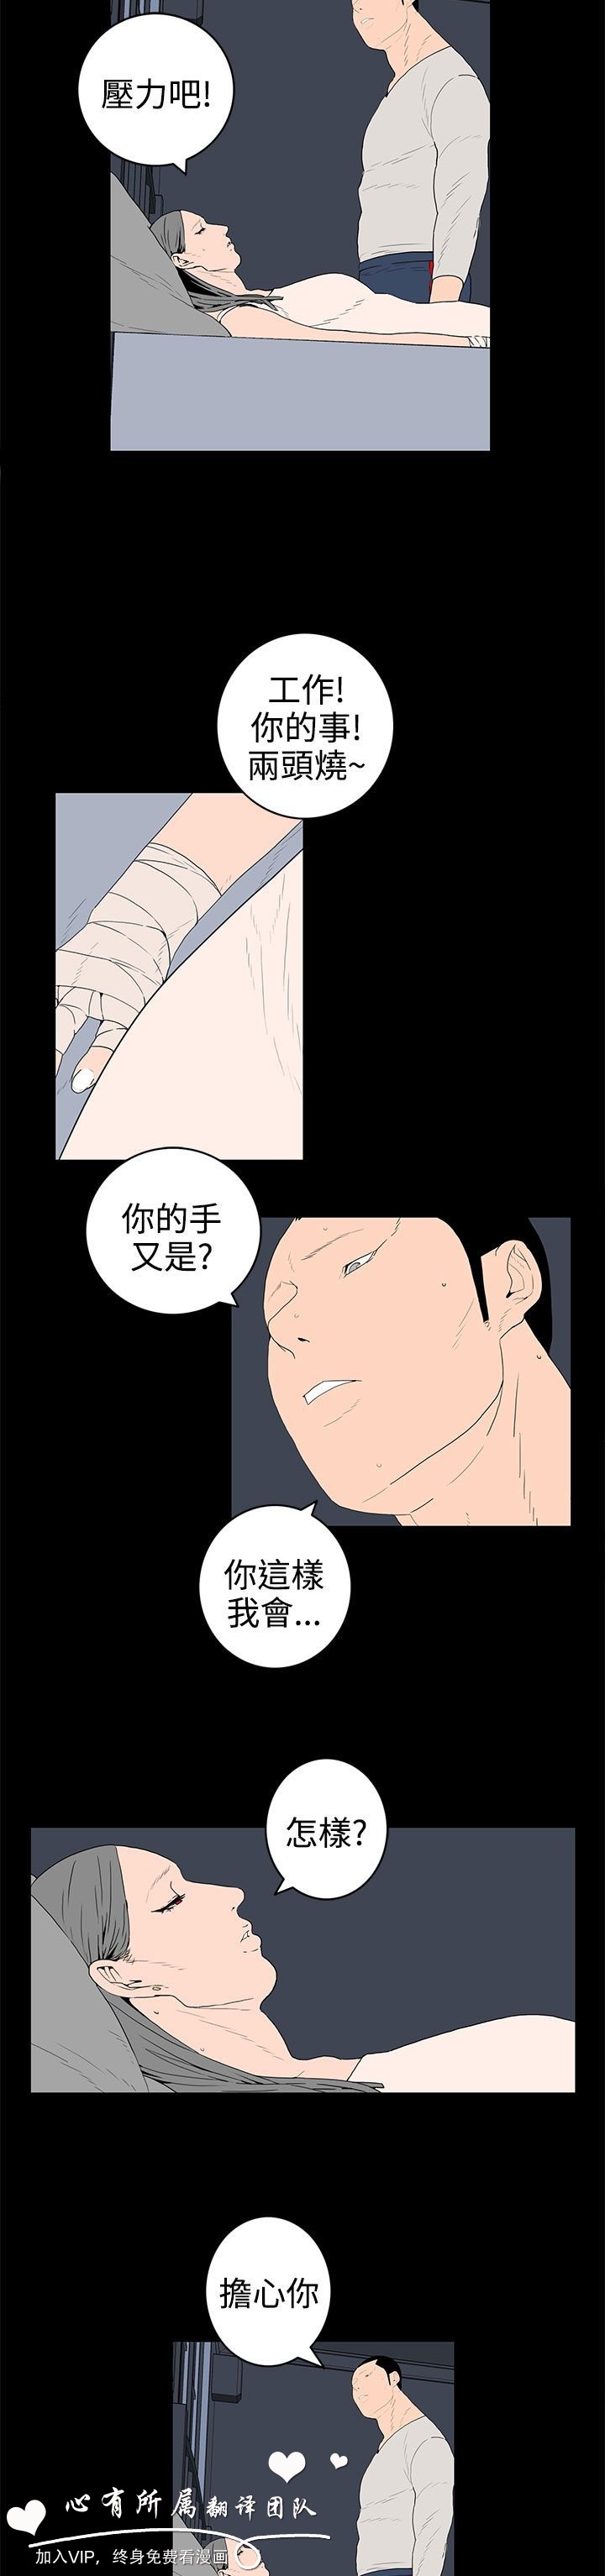 壓力吧!
工作!
你的事!
兩頭燒~
你的手
又是?
你這樣
我會...
怎樣?
擔心你
心有所属翻译团队
加入VIP，终身免费看漫画